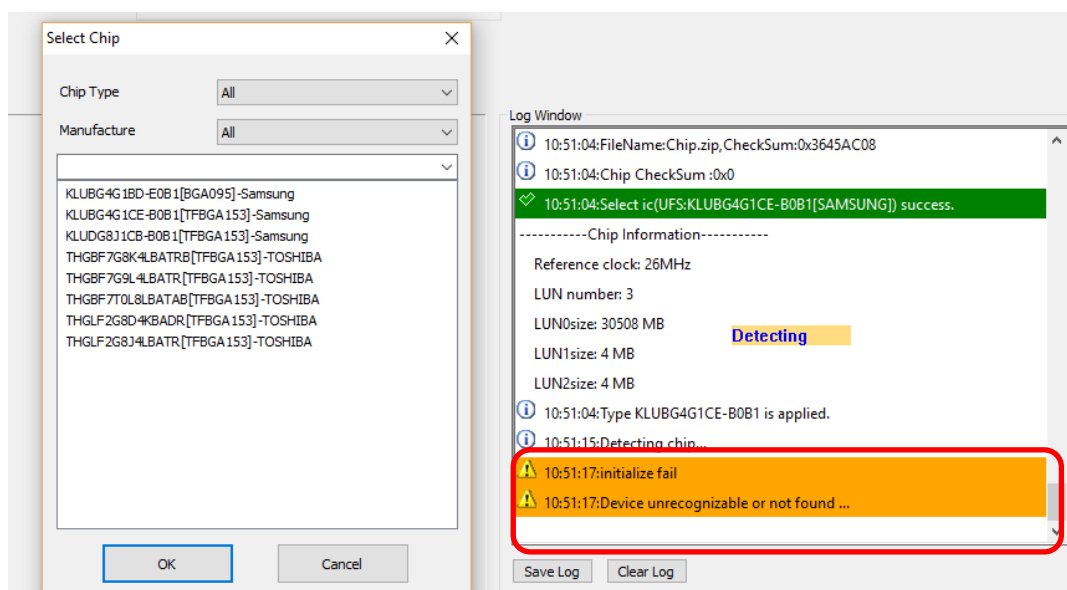 Select Chip
Chip Type
All
Manufacture
All
KLUBG4G1BD-E0B1[BGA095]-Samsung
KLUBG4G1CE-B0B1[TFBGA153]-Samsung
KLUDG8J1CB-B0B1[TFBGA153]-Samsung
THGBF7G8K4LBATRB[TFBGA153]-TOSHIBA
THGBF7G9L4LBATR[TFBGA153]-TOSHIBA
THGBF7T0L8LBATAB[TFBGA153]-TOSHIBA
THGLF2G8D4KBADR[TFBGA153]-TOSHIBA
THGLF2G8J4LBATR[TFBGA153]-TOSHIBA
OK
Cancel
Log Window
10:51:04:FileName:Chip.zip,CheckSum:0x3645AC08
10:51:04:Chip CheckSum :0x0
10:51:04:Select ic(UFS:KLUBG4G1CE-B0B1[SAMSUNG]) success.
-----------Chip Information-----------
Reference clock: 26MHz
LUN number: 3
LUN0size: 30508 MB
Detecting
LUN1size: 4 MB
LUN2size: 4 MB
10:51:04:Type KLUBG4G1CE-B0B1 is applied.
10:51:15:Detecting chip...
10:51:17:initialize fail
10:51:17:Device unrecognizable or not found ...
Save Log
Clear Log